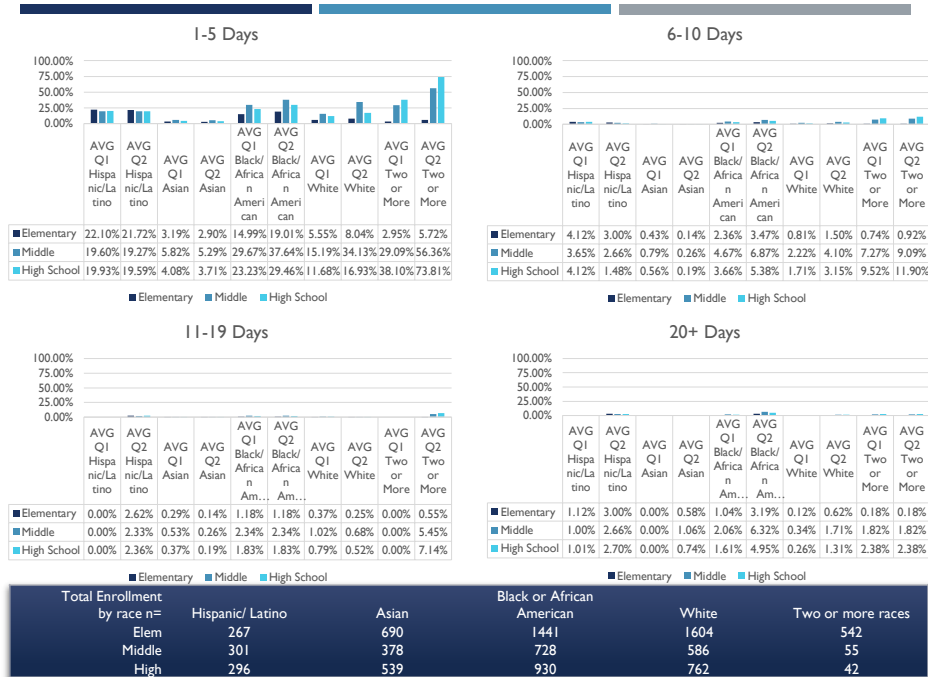 1-5 Days
100.00%
75.00%
50.00%
25.00%
0.00%
AVG Q1 Hispanic/Latino AVG Q2 Hispanic/Latino AVG Q1 Asian AVG Q2 Asian AVG Q1 Black/African American AVG Q2 Black/African American AVG Q1 White AVG Q2 White AVG Q1 Two or More AVG Q2 Two or More
Elementary 22.10% 21.72% 3.19% 2.90% 14.99% 19.01% 5.55% 8.04% 2.95% 5.72%
Middle 19.60% 19.27% 5.82% 5.29% 29.67% 37.64% 15.19% 34.13% 29.09% 56.36%
High School 19.93% 19.59% 4.08% 3.71% 23.23% 29.46% 11.68% 16.93% 38.10% 73.81%
Elementary Middle High School
6-10 Days
100.00%
75.00%
50.00%
25.00%
0.00%
AVG Q1 Hispanic/Latino AVG Q2 Hispanic/Latino AVG Q1 Asian AVG Q2 Asian AVG Q1 Black/African American AVG Q2 Black/African American AVG Q1 White AVG Q2 White AVG Q1 Two or More AVG Q2 Two or More
Elementary 4.12% 3.00% 0.43% 0.14% 2.36% 3.47% 0.81% 1.50% 0.74% 0.92%
Middle 3.65% 2.66% 0.79% 0.26% 4.67% 6.87% 2.22% 4.10% 7.27% 9.09%
High School 4.12% 1.48% 0.56% 0.19% 3.66% 5.38% 1.71% 3.15% 9.52% 11.90%
Elementary Middle High School
11-19 Days
100.00%
75.00%
50.00%
25.00%
0.00%
AVG Q1 Hispanic/Latino AVG Q2 Hispanic/Latino AVG Q1 Asian AVG Q2 Asian AVG Q1 Black/African Am… AVG Q2 Black/African Am… AVG Q1 White AVG Q2 White AVG Q1 Two or More AVG Q2 Two or More
Elementary 0.00% 2.62% 0.29% 0.14% 1.18% 1.18% 0.37% 0.25% 0.00% 0.55%
Middle 0.00% 2.33% 0.53% 0.26% 2.34% 2.34% 1.02% 0.68% 0.00% 5.45%
High School 0.00% 2.36% 0.37% 0.19% 1.83% 1.83% 0.79% 0.52% 0.00% 7.14%
Elementary Middle High School
20+ Days
100.00%
75.00%
50.00%
25.00%
0.00%
AVG Q1 Hispanic/Latino AVG Q2 Hispanic/Latino AVG Q1 Asian AVG Q2 Asian AVG Q1 Black/African Am… AVG Q2 Black/African Am… AVG Q1 White AVG Q2 White AVG Q1 Two or More AVG Q2 Two or More
Elementary 1.12% 3.00% 0.00% 0.58% 1.04% 3.19% 0.12% 0.62% 0.18% 0.18%
Middle 1.00% 2.66% 0.00% 1.06% 2.06% 6.32% 0.34% 1.71% 1.82% 1.82%
High School 1.01% 2.70% 0.00% 0.74% 1.61% 4.95% 0.26% 1.31% 2.38% 2.38%
Elementary Middle High School
Total Enrollment by race n= Hispanic/ Latino Asian Black or African American White Two or more races
Elem 267 690 1441 1604 542
Middle 301 378 728 586 55
High 296 539 930 762 42